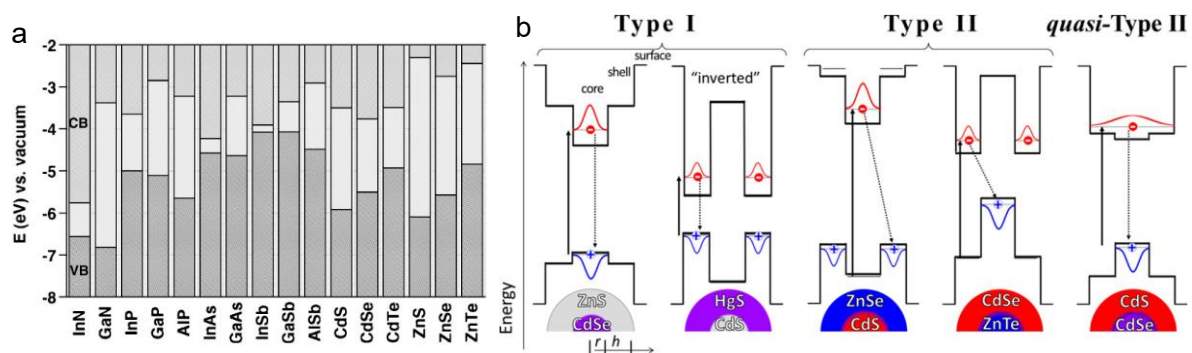 a
E (eV) vs. vacuum
-2
-3
-4
-5
-6
-7
-8
CB
VB
InN
GaN
InP
GaP
AlP
InAs
GaAs
InSb
GaSb
AlSb
CdS
CdSe
CdTe
ZnS
ZnSe
ZnTe
b
Type I
Type II
quasi-Type II
surface
shell
core
"inverted"
Energy
ZnS
CdSe
HgS
CdS
ZnSe
CdS
CdSe
ZnTe
CdS
CdSe
r
h